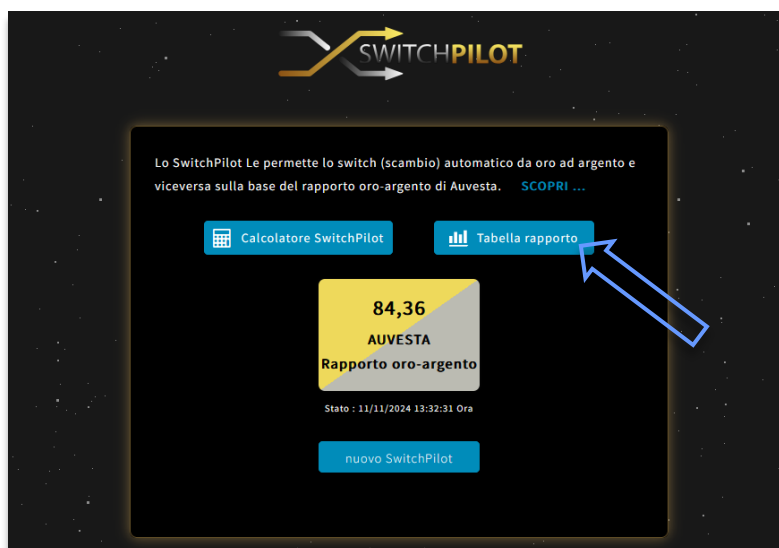 SWITCHPILOT
Lo SwitchPilot Le permette lo switch (scambio) automatico da oro ad argento e
viceversa sulla base del rapporto oro-argento di Auvesta. SCOPRI ...
Calcolatore SwitchPilot
Tabella rapporto
84,36
AUVESTA
Rapporto oro-argento
Stato : 11/11/2024 13:32:31 Ora
nuovo SwitchPilot